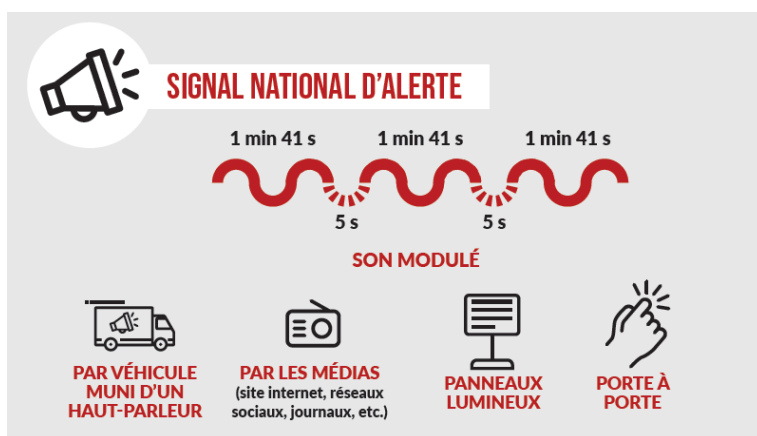 SIGNAL NATIONAL D'ALERTE
1 min 41 s 1 min 41 s 1 min 41 s
5 s 5 s
SON MODULÉ
PAR VÉHICULE
MUNI D'UN
HAUT-PARLEUR
PAR LES MÉDIAS
(site internet, réseaux
sociaux, journaux, etc.)
PANNEAUX
LUMINEUX
PORTE À
PORTE